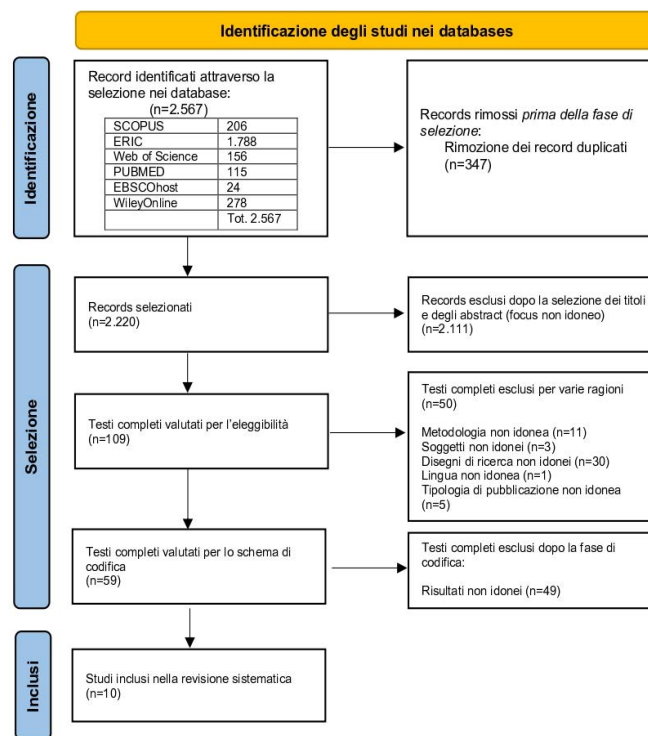 Identificazione degli studi nei databases
Identificazione
Record identificati attraverso la
selezione nei database:
(n=2.567)
SCOPUS 206
ERIC 1.788
Web of Science 156
PUBMED 115
EBSCOhost 24
WileyOnline 278
Tot. 2.567
Records rimossi prima della fase di
selezione:
Rimozione dei record duplicati
(n=347)
Selezione
Records selezionati
(n=2.220)
Records esclusi dopo la selezione dei titoli
e degli abstract (focus non idoneo)
(n=2.111)
Testi completi valutati per l'eleggibilità
(n=109)
Testi completi esclusi per varie ragioni
(n=50)
Metodologia non idonea (n=11)
Soggetti non idonei (n=3)
Disegni di ricerca non idonei (n=30)
Lingua non idonea (n=1)
Tipologia di pubblicazione non idonea
(n=5)
Testi completi valutati per lo schema di
codifica
(n=59)
Testi completi esclusi dopo la fase di
codifica:
Risultati non idonei (n=49)
Inclusi
Studi inclusi nella revisione sistematica
(n=10)